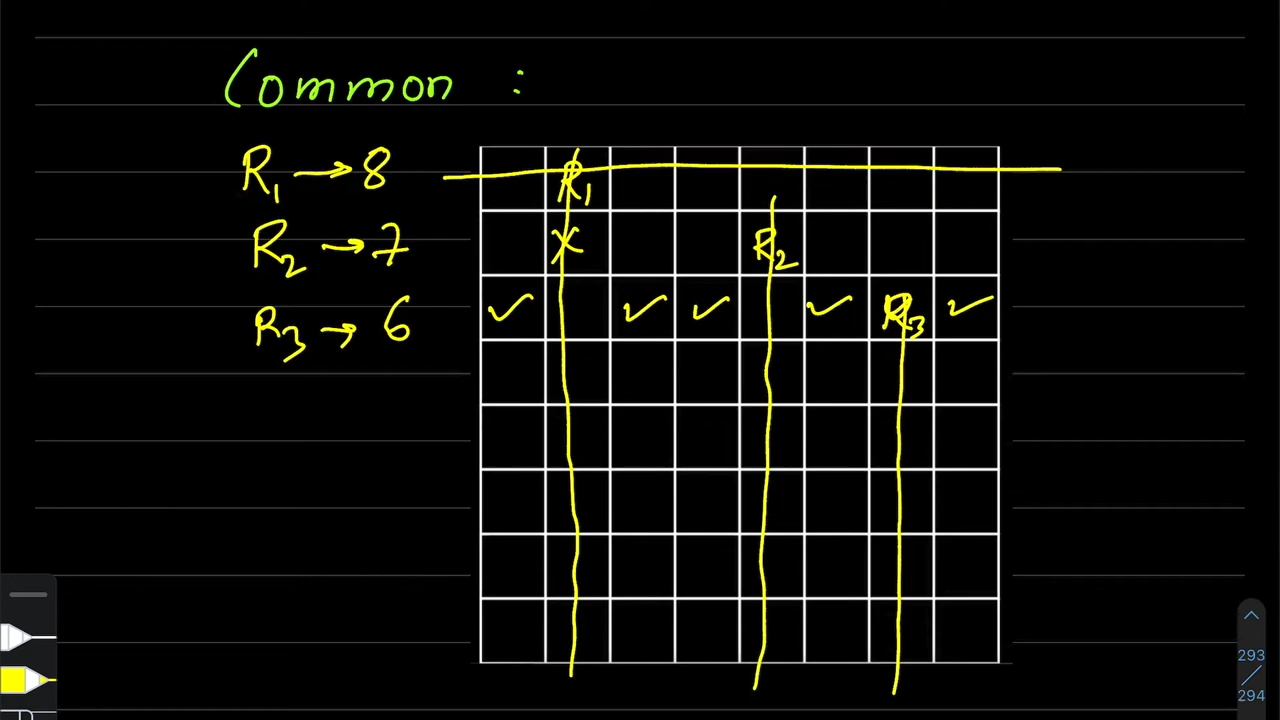 Common :
R1 → 8
R1
R2 → 7
X
R2
R3 → 6
✓ ✓ ✓ ✓ R3 ✓
293
/
294